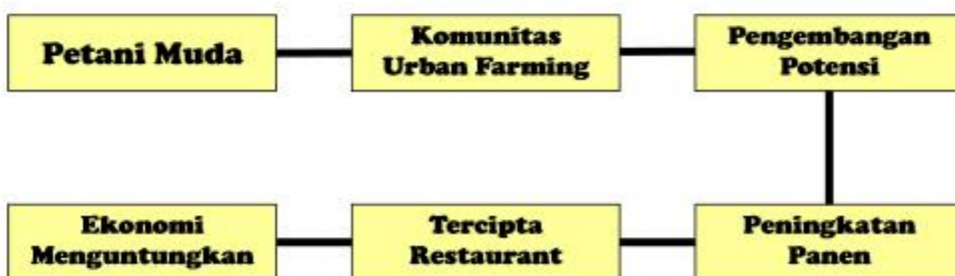 Petani Muda
Komunitas
Urban Farming
Pengembangan
Potensi
Ekonomi
Menguntungkan
Tercipta
Restaurant
Peningkatan
Panen